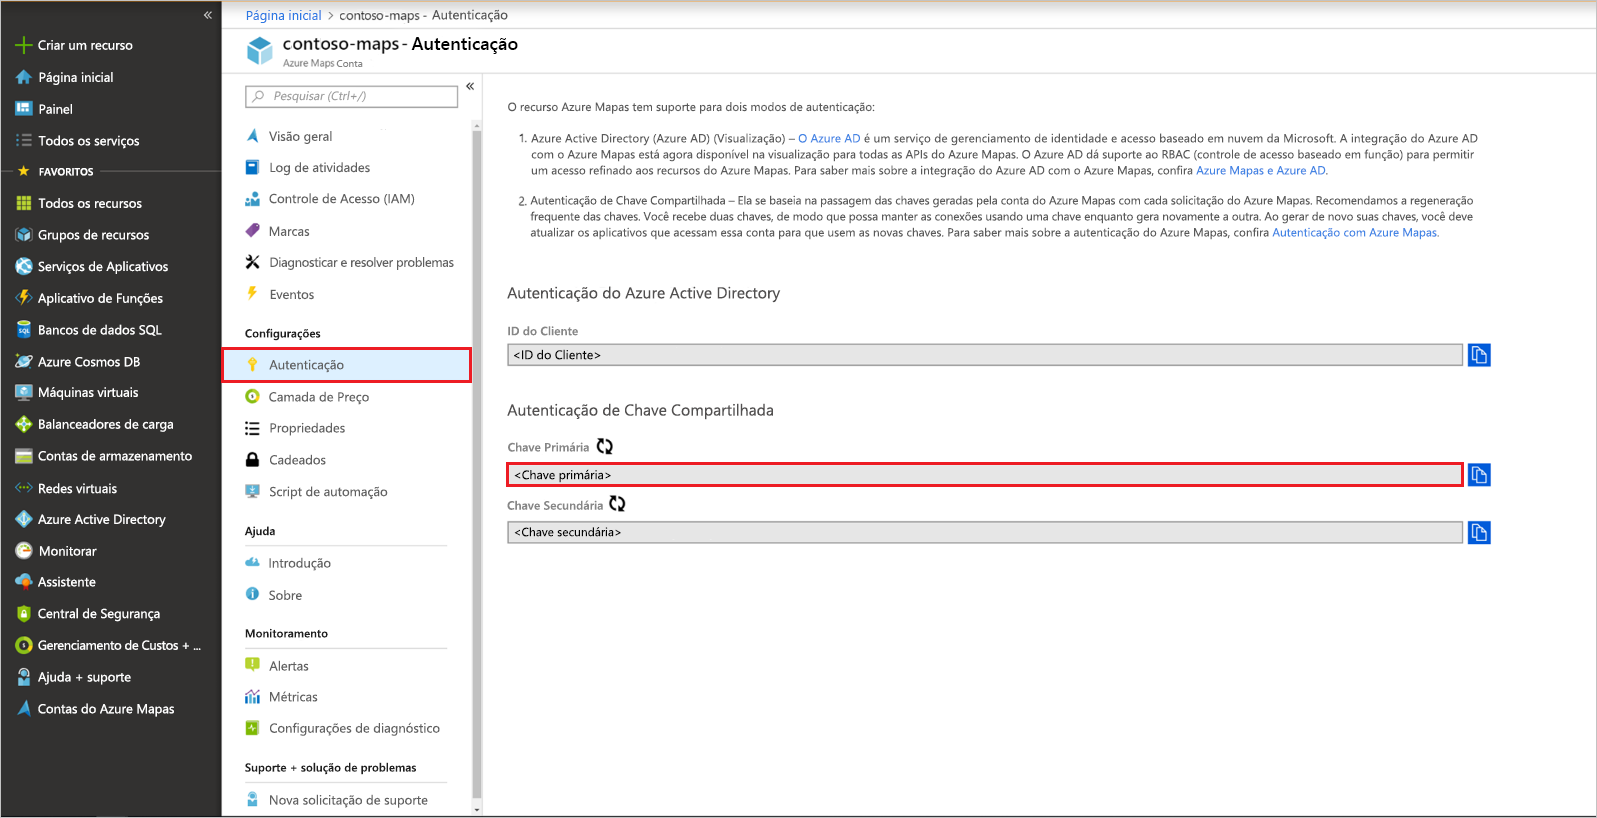 «
Criar um recurso
Página inicial
Painel
Todos os serviços
FAVORITOS
Todos os recursos
Grupos de recursos
Serviços de Aplicativos
Aplicativo de Funções
Bancos de dados SQL
Azure Cosmos DB
Máquinas virtuais
Balanceadores de carga
Contas de armazenamento
Redes virtuais
Azure Active Directory
Monitorar
Assistente
Central de Segurança
Gerenciamento de Custos + ...
Ajuda + suporte
Contas do Azure Mapas
Página inicial > contoso-maps - Autenticação
contoso-maps - Autenticação
Azure Maps Conta
Pesquisar (Ctrl+/)
«
Visão geral
Log de atividades
Controle de Acesso (IAM)
Marcas
Diagnosticar e resolver problemas
Eventos
Configurações
Autenticação
Camada de Preço
Propriedades
Cadeados
Script de automação
Ajuda
Introdução
Sobre
Monitoramento
Alertas
Métricas
Configurações de diagnóstico
Suporte + solução de problemas
Nova solicitação de suporte
O recurso Azure Mapas tem suporte para dois modos de autenticação:
1. Azure Active Directory (Azure AD) (Visualização) – O Azure AD é um serviço de gerenciamento de identidade e acesso baseado em nuvem da Microsoft. A integração do Azure AD
com o Azure Mapas está agora disponível na visualização para todas as APIs do Azure Mapas. O Azure AD dá suporte ao RBAC (controle de acesso baseado em função) para permitir
um acesso refinado aos recursos do Azure Mapas. Para saber mais sobre a integração do Azure AD com o Azure Mapas, confira Azure Mapas e Azure AD.
2. Autenticação de Chave Compartilhada – Ela se baseia na passagem das chaves geradas pela conta do Azure Mapas com cada solicitação do Azure Mapas. Recomendamos a regeneração
frequente das chaves. Você recebe duas chaves, de modo que possa manter as conexões usando uma chave enquanto gera novamente a outra. Ao gerar de novo suas chaves, você deve
atualizar os aplicativos que acessam essa conta para que usem as novas chaves. Para saber mais sobre a autenticação do Azure Mapas, confira Autenticação com Azure Mapas.
Autenticação do Azure Active Directory
ID do Cliente
<ID do Cliente>
Autenticação de Chave Compartilhada
Chave Primária
<Chave primária>
Chave Secundária
<Chave secundária>